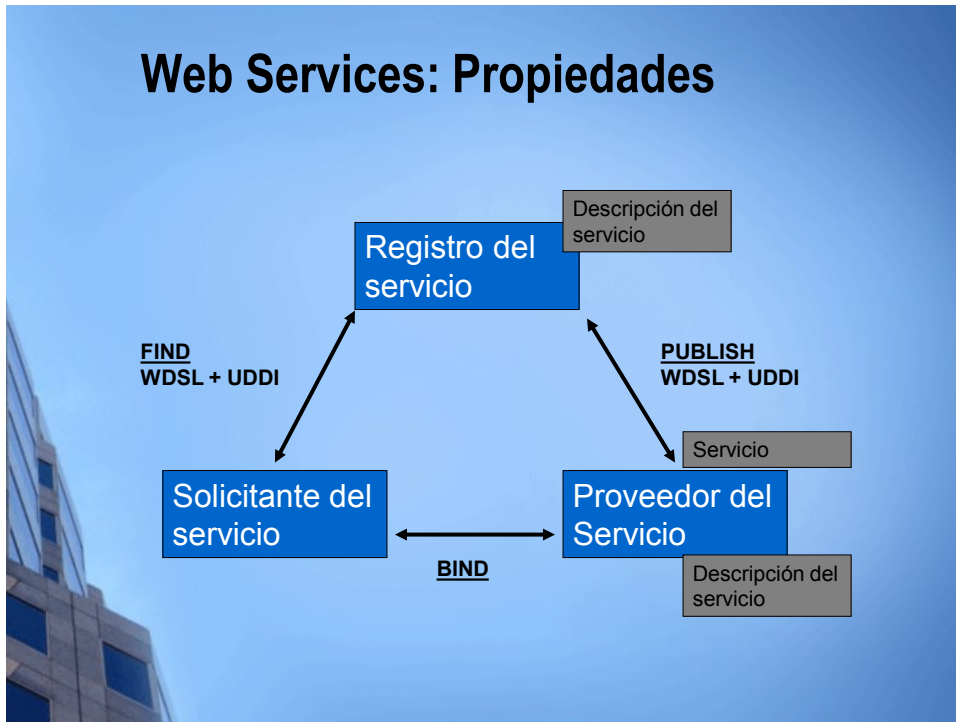 Web Services: Propiedades
Descripción del
servicio
Registro del
servicio
FIND
WDSL + UDDI
PUBLISH
WDSL + UDDI
Servicio
Solicitante del
servicio
Proveedor del
Servicio
BIND
Descripción del
servicio